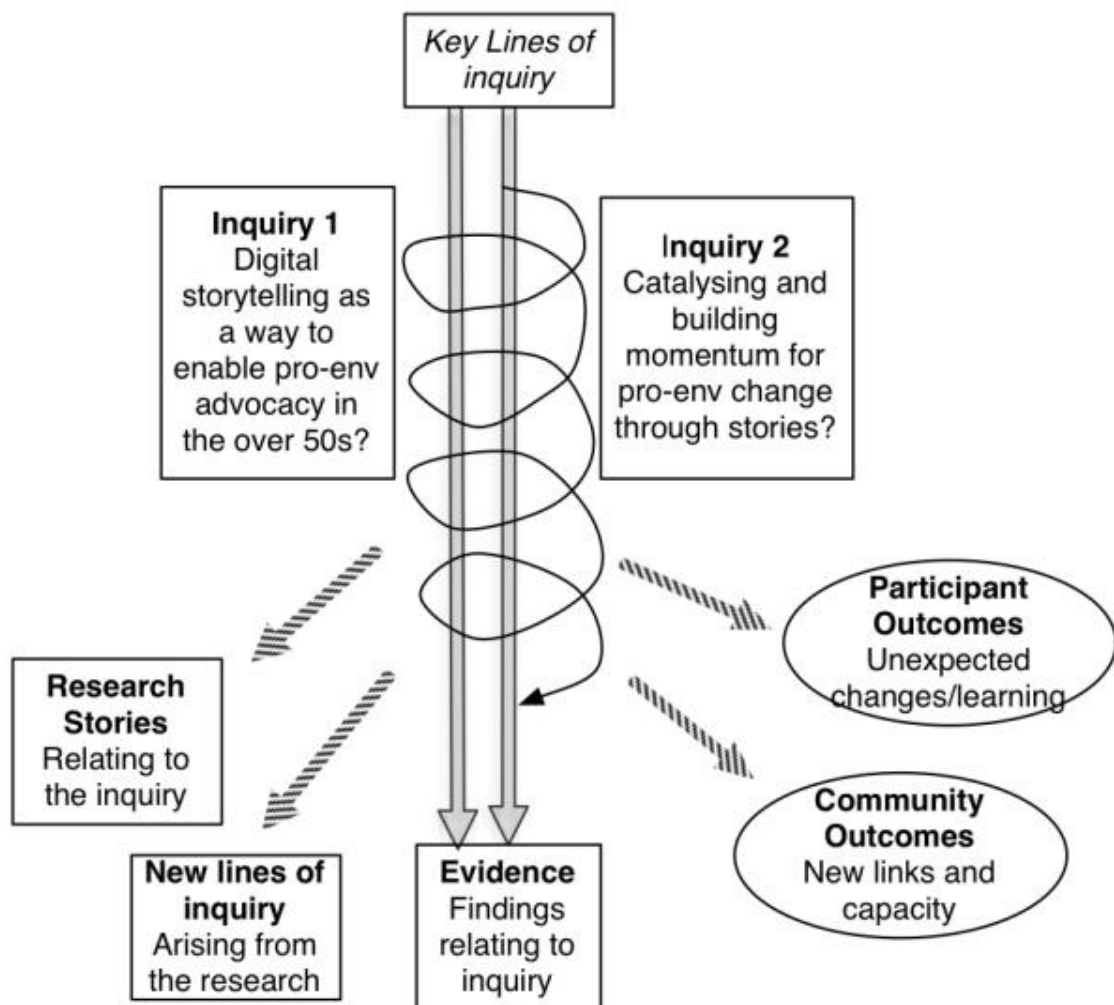 Key Lines of
inquiry
Inquiry 1
Digital
storytelling as
a way to
enable pro-env
advocacy in
the over 50s?
Inquiry 2
Catalysing and
building
momentum for
pro-env change
through stories?
Research
Stories
Relating to
the inquiry
New lines of
inquiry
Arising from
the research
Evidence
Findings
relating to
inquiry
Participant
Outcomes
Unexpected
changes/learning
Community
Outcomes
New links and
capacity